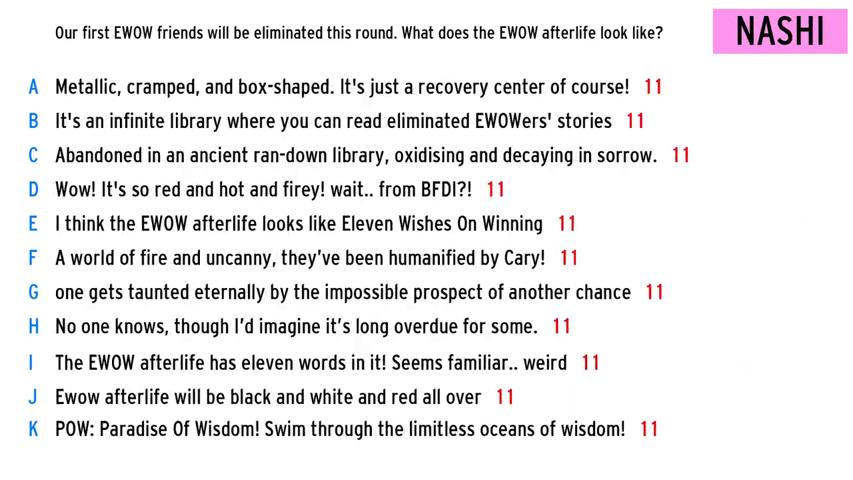 Our first EWOW friends will be eliminated this round. What does the EWOW afterlife look like?
NASHI
A Metallic, cramped, and box-shaped. It's just a recovery center of course! 11
B It's an infinite library where you can read eliminated EWOWers' stories 11
C Abandoned in an ancient ran-down library, oxidising and decaying in sorrow. 11
D Wow! It's so red and hot and firey! wait.. from BFDI?! 11
E I think the EWOW afterlife looks like Eleven Wishes On Winning 11
F A world of fire and uncanny, they’ve been humanified by Cary! 11
G one gets taunted eternally by the impossible prospect of another chance 11
H No one knows, though I’d imagine it’s long overdue for some. 11
I The EWOW afterlife has eleven words in it! Seems familiar.. weird 11
J Ewow afterlife will be black and white and red all over 11
K POW: Paradise Of Wisdom! Swim through the limitless oceans of wisdom! 11